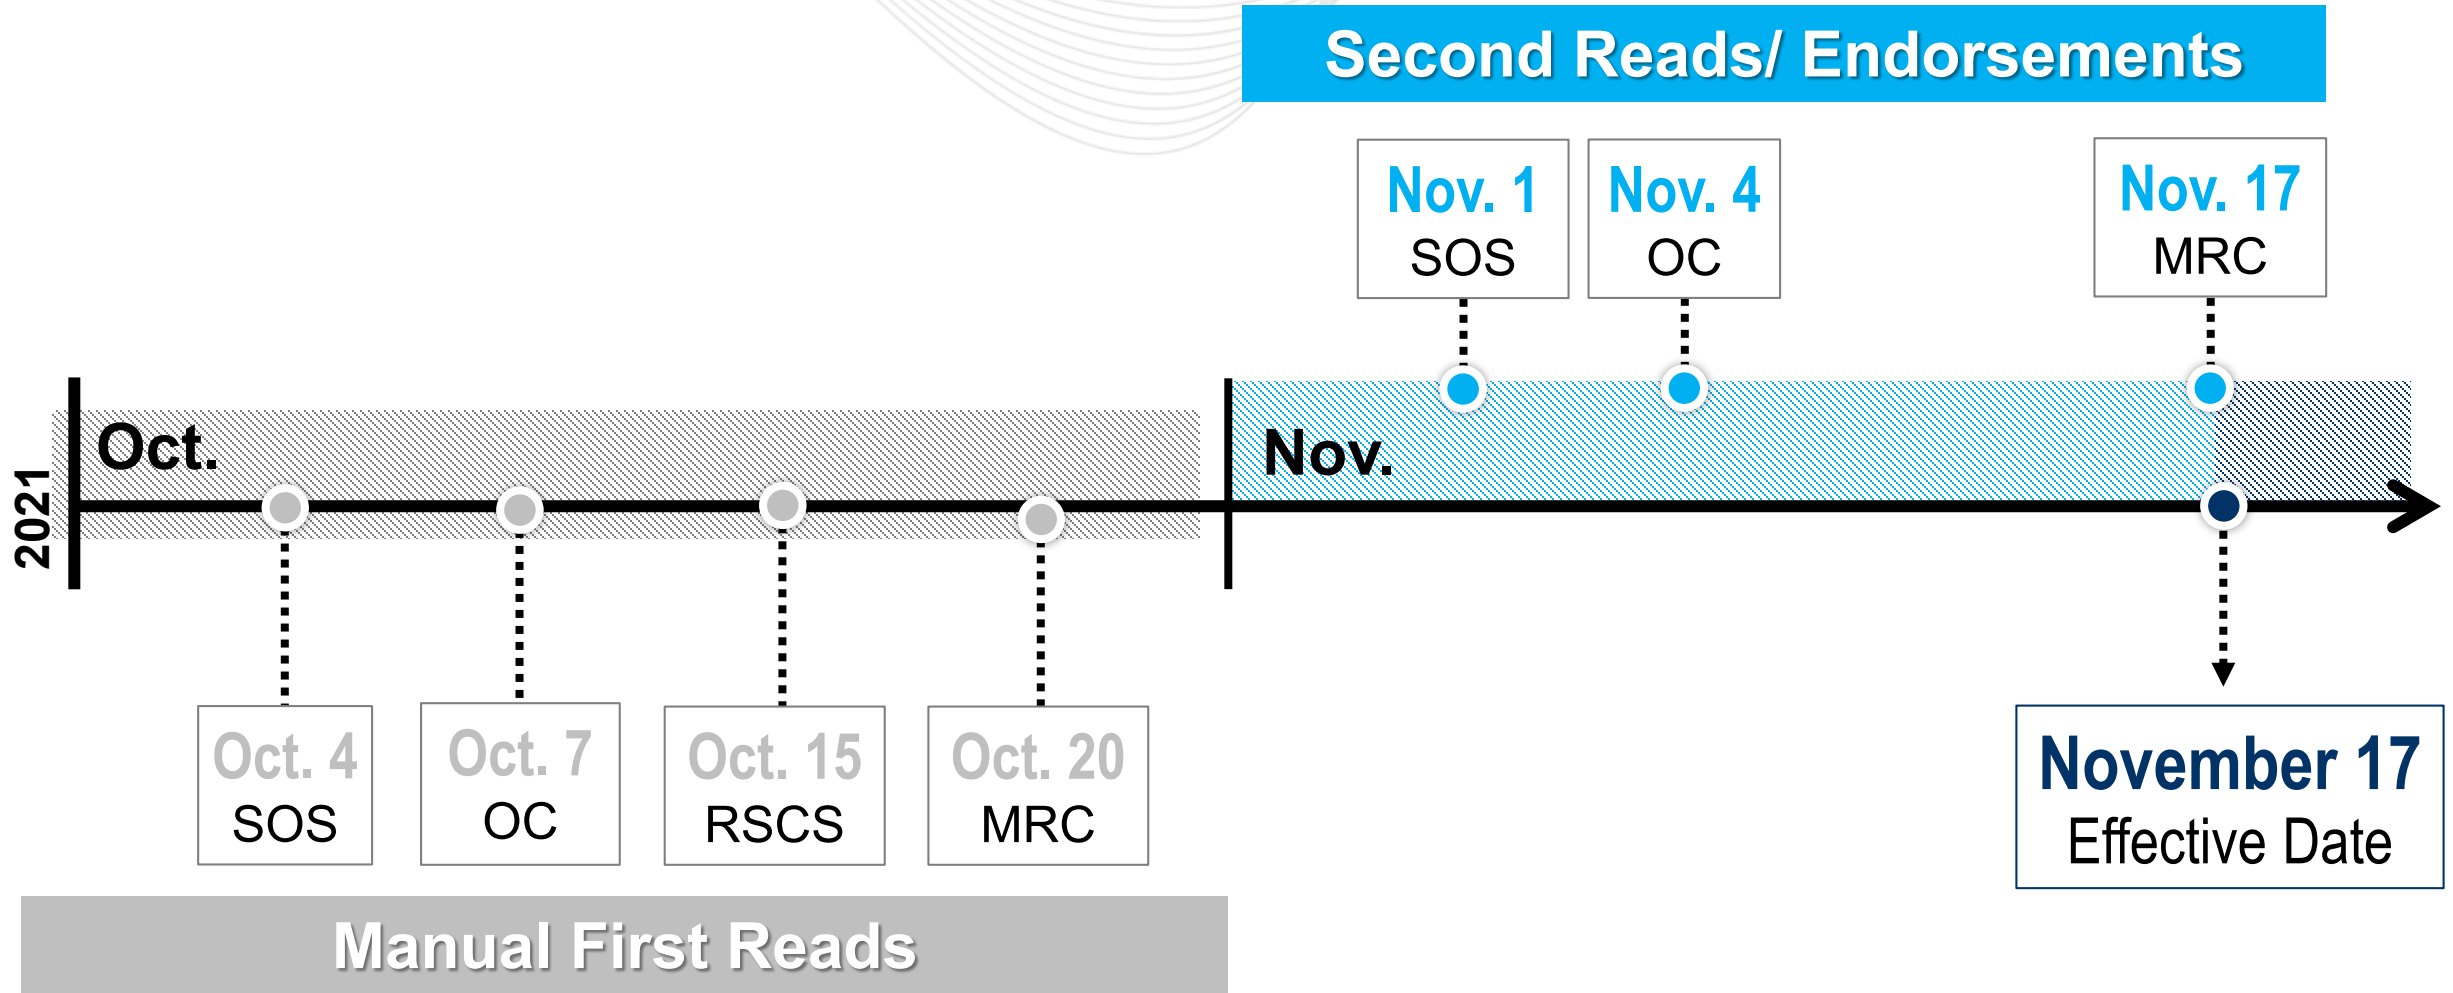 Second Reads/ Endorsements
Nov. 1
SOS
Nov. 4
OC
Nov. 17
MRC
2021
Oct.
Nov.
Oct. 4
SOS
Oct. 7
OC
Oct. 15
RSCS
Oct. 20
MRC
November 17
Effective Date
Manual First Reads